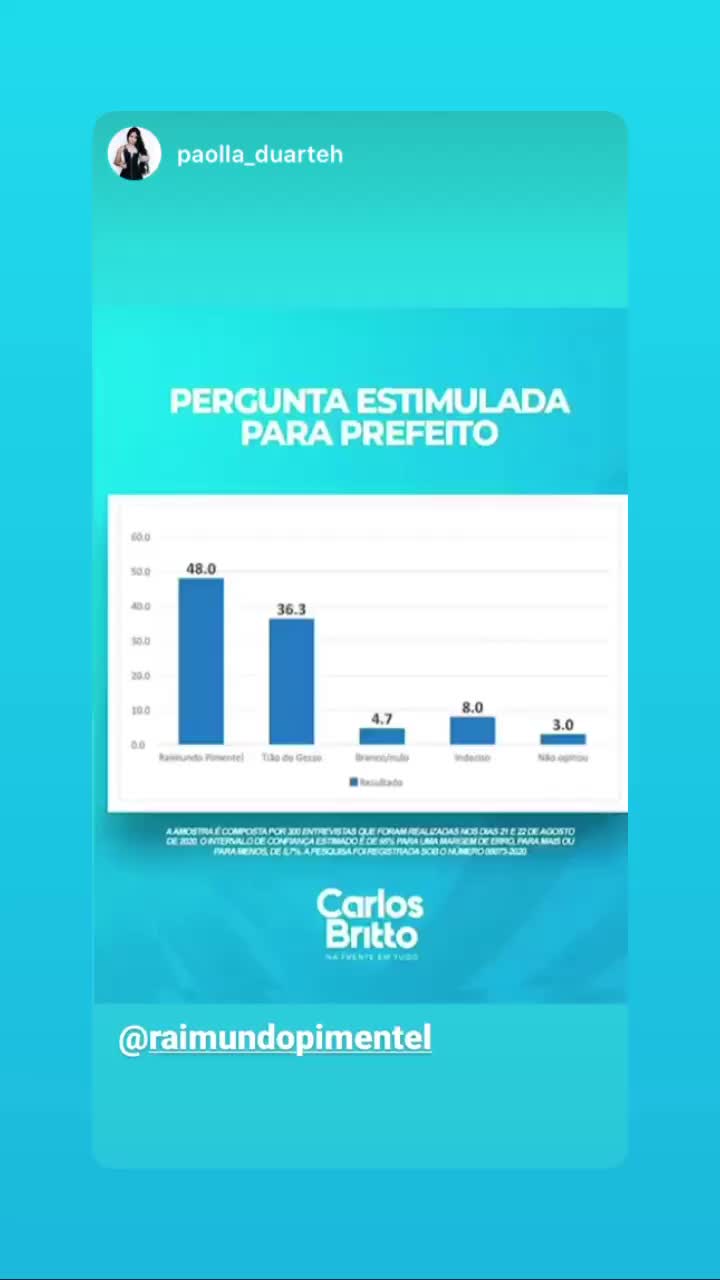 paolla_duarteh
PERGUNTA ESTIMULADA
PARA PREFEITO
60.0
50.0
40.0
30.0
20.0
10.0
0.0
48.0
36.3
4.7
8.0
3.0
Raimundo Pimentel
Tião do Gesso
Branco/nulo
Indeciso
Não opinou
Resultado
A AMOSTRA É COMPOSTA POR 300 ENTREVISTAS QUE FORAM REALIZADAS NOS DIAS 21 E 22 DE AGOSTO
DE 2020. O INTERVALO DE CONFIANÇA ESTIMADO É DE 95% PARA UMA MARGEM DE ERRO, PARA MAIS OU
PARA MENOS, DE 5,7%. A PESQUISA FOI REGISTRADA SOB O NÚMERO
Carlos
Britto
NA FRENTE EM TUDO
@raimundopimentel